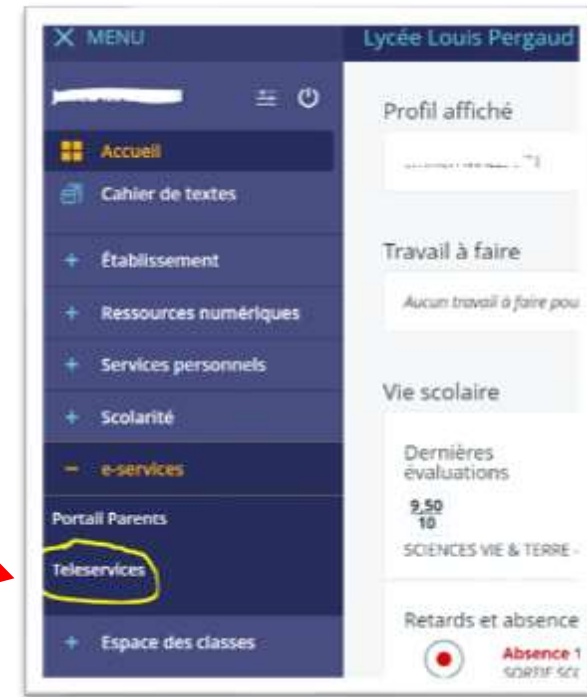 MENU
Accueil
Cahier de textes
+ Établissement
+ Ressources numériques
+ Services personnels
+ Scolarité
– e-services
Portail Parents
Teleservices
+ Espace des classes
Lycée Louis Pergaud
Profil affiché
Travail à faire
Aucun travail à faire pou
Vie scolaire
Dernières
évaluations
9,50
10
SCIENCES VIE & TERRE -
Retards et absence
Absence 1
SORTIE SCO